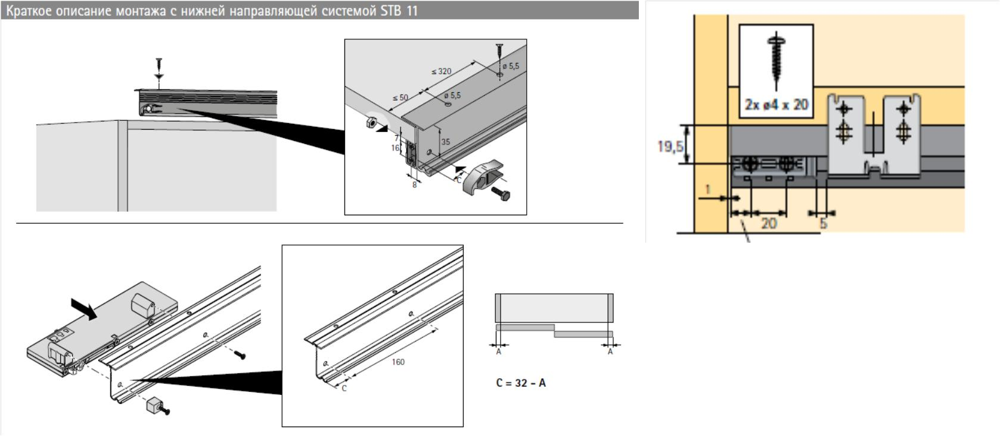 Краткое описание монтажа с нижней направляющей системой STB 11
≤ 320
ø 5,5
≤ 50
ø 5,5
7
16
35
C
8
160
C
A
A
C = 32 - A
2x ø4 x 20
19,5
1
20
5